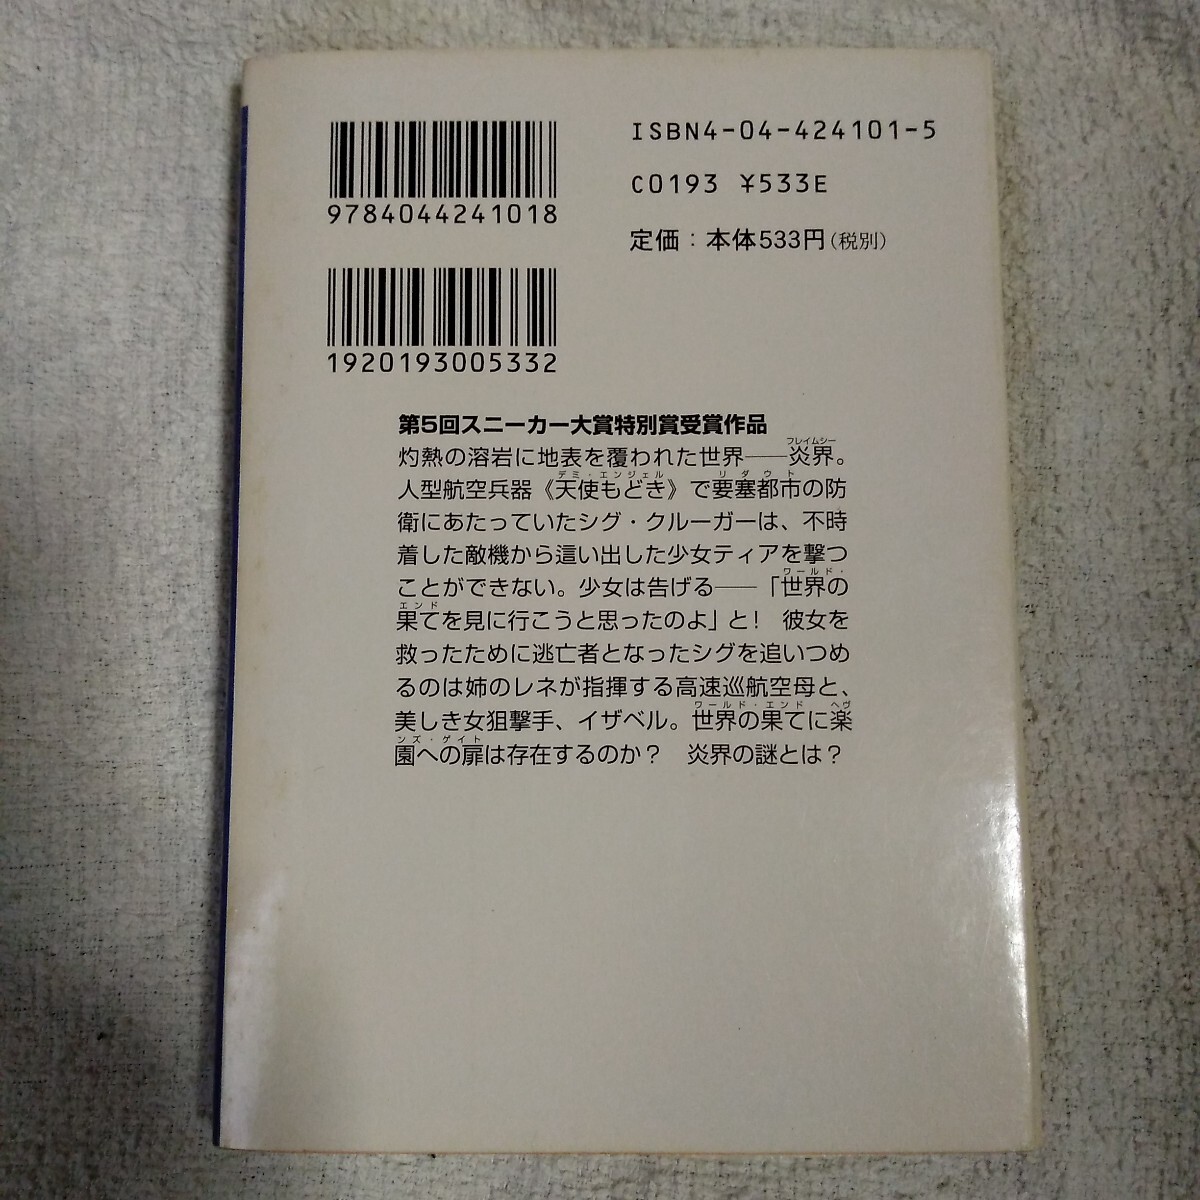 9784044241018
ISBN4-04-424101-5
C0193 ¥533E
定価：本体533円(税別)
1920193005332
第5回スニーカー大賞特別賞受賞作品
フレイムシー
灼熱の溶岩に地表を覆われた世界――炎界。
デミ・エンジェル リダウト
人型航空兵器《天使もどき》で要塞都市の防
衛にあたっていたシグ・クルーガーは、不時
着した敵機から這い出した少女ティアを撃つ
ワールド・
ことができない。少女は告げる――「世界の
エンド
果てを見に行こうと思ったのよ」と!　彼女を
救ったために逃亡者となったシグを追いつめ
るのは姉のレネが指揮する高速巡航空母と、
ワールド・エンド ヘヴ
美しき女狙撃手、イザベル。世界の果てに楽
ンズ・ゲイト
園への扉は存在するのか？　炎界の謎とは？